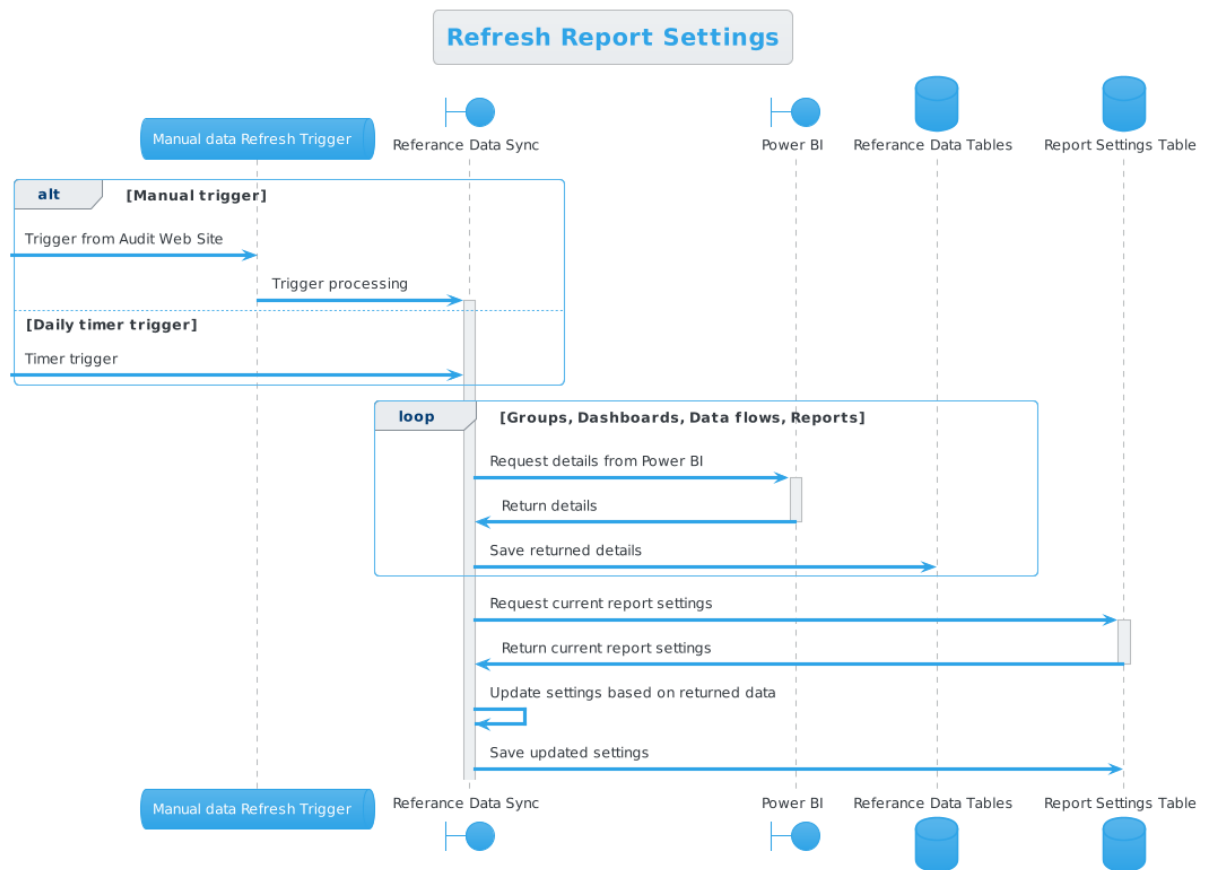 Refresh Report Settings
Manual data Refresh Trigger
Referance Data Sync
Power BI
Referance Data Tables
Report Settings Table
alt
[Manual trigger]
Trigger from Audit Web Site
Trigger processing
[Daily timer trigger]
Timer trigger
loop
[Groups, Dashboards, Data flows, Reports]
Request details from Power BI
Return details
Save returned details
Request current report settings
Return current report settings
Update settings based on returned data
Save updated settings
Manual data Refresh Trigger
Referance Data Sync
Power BI
Referance Data Tables
Report Settings Table